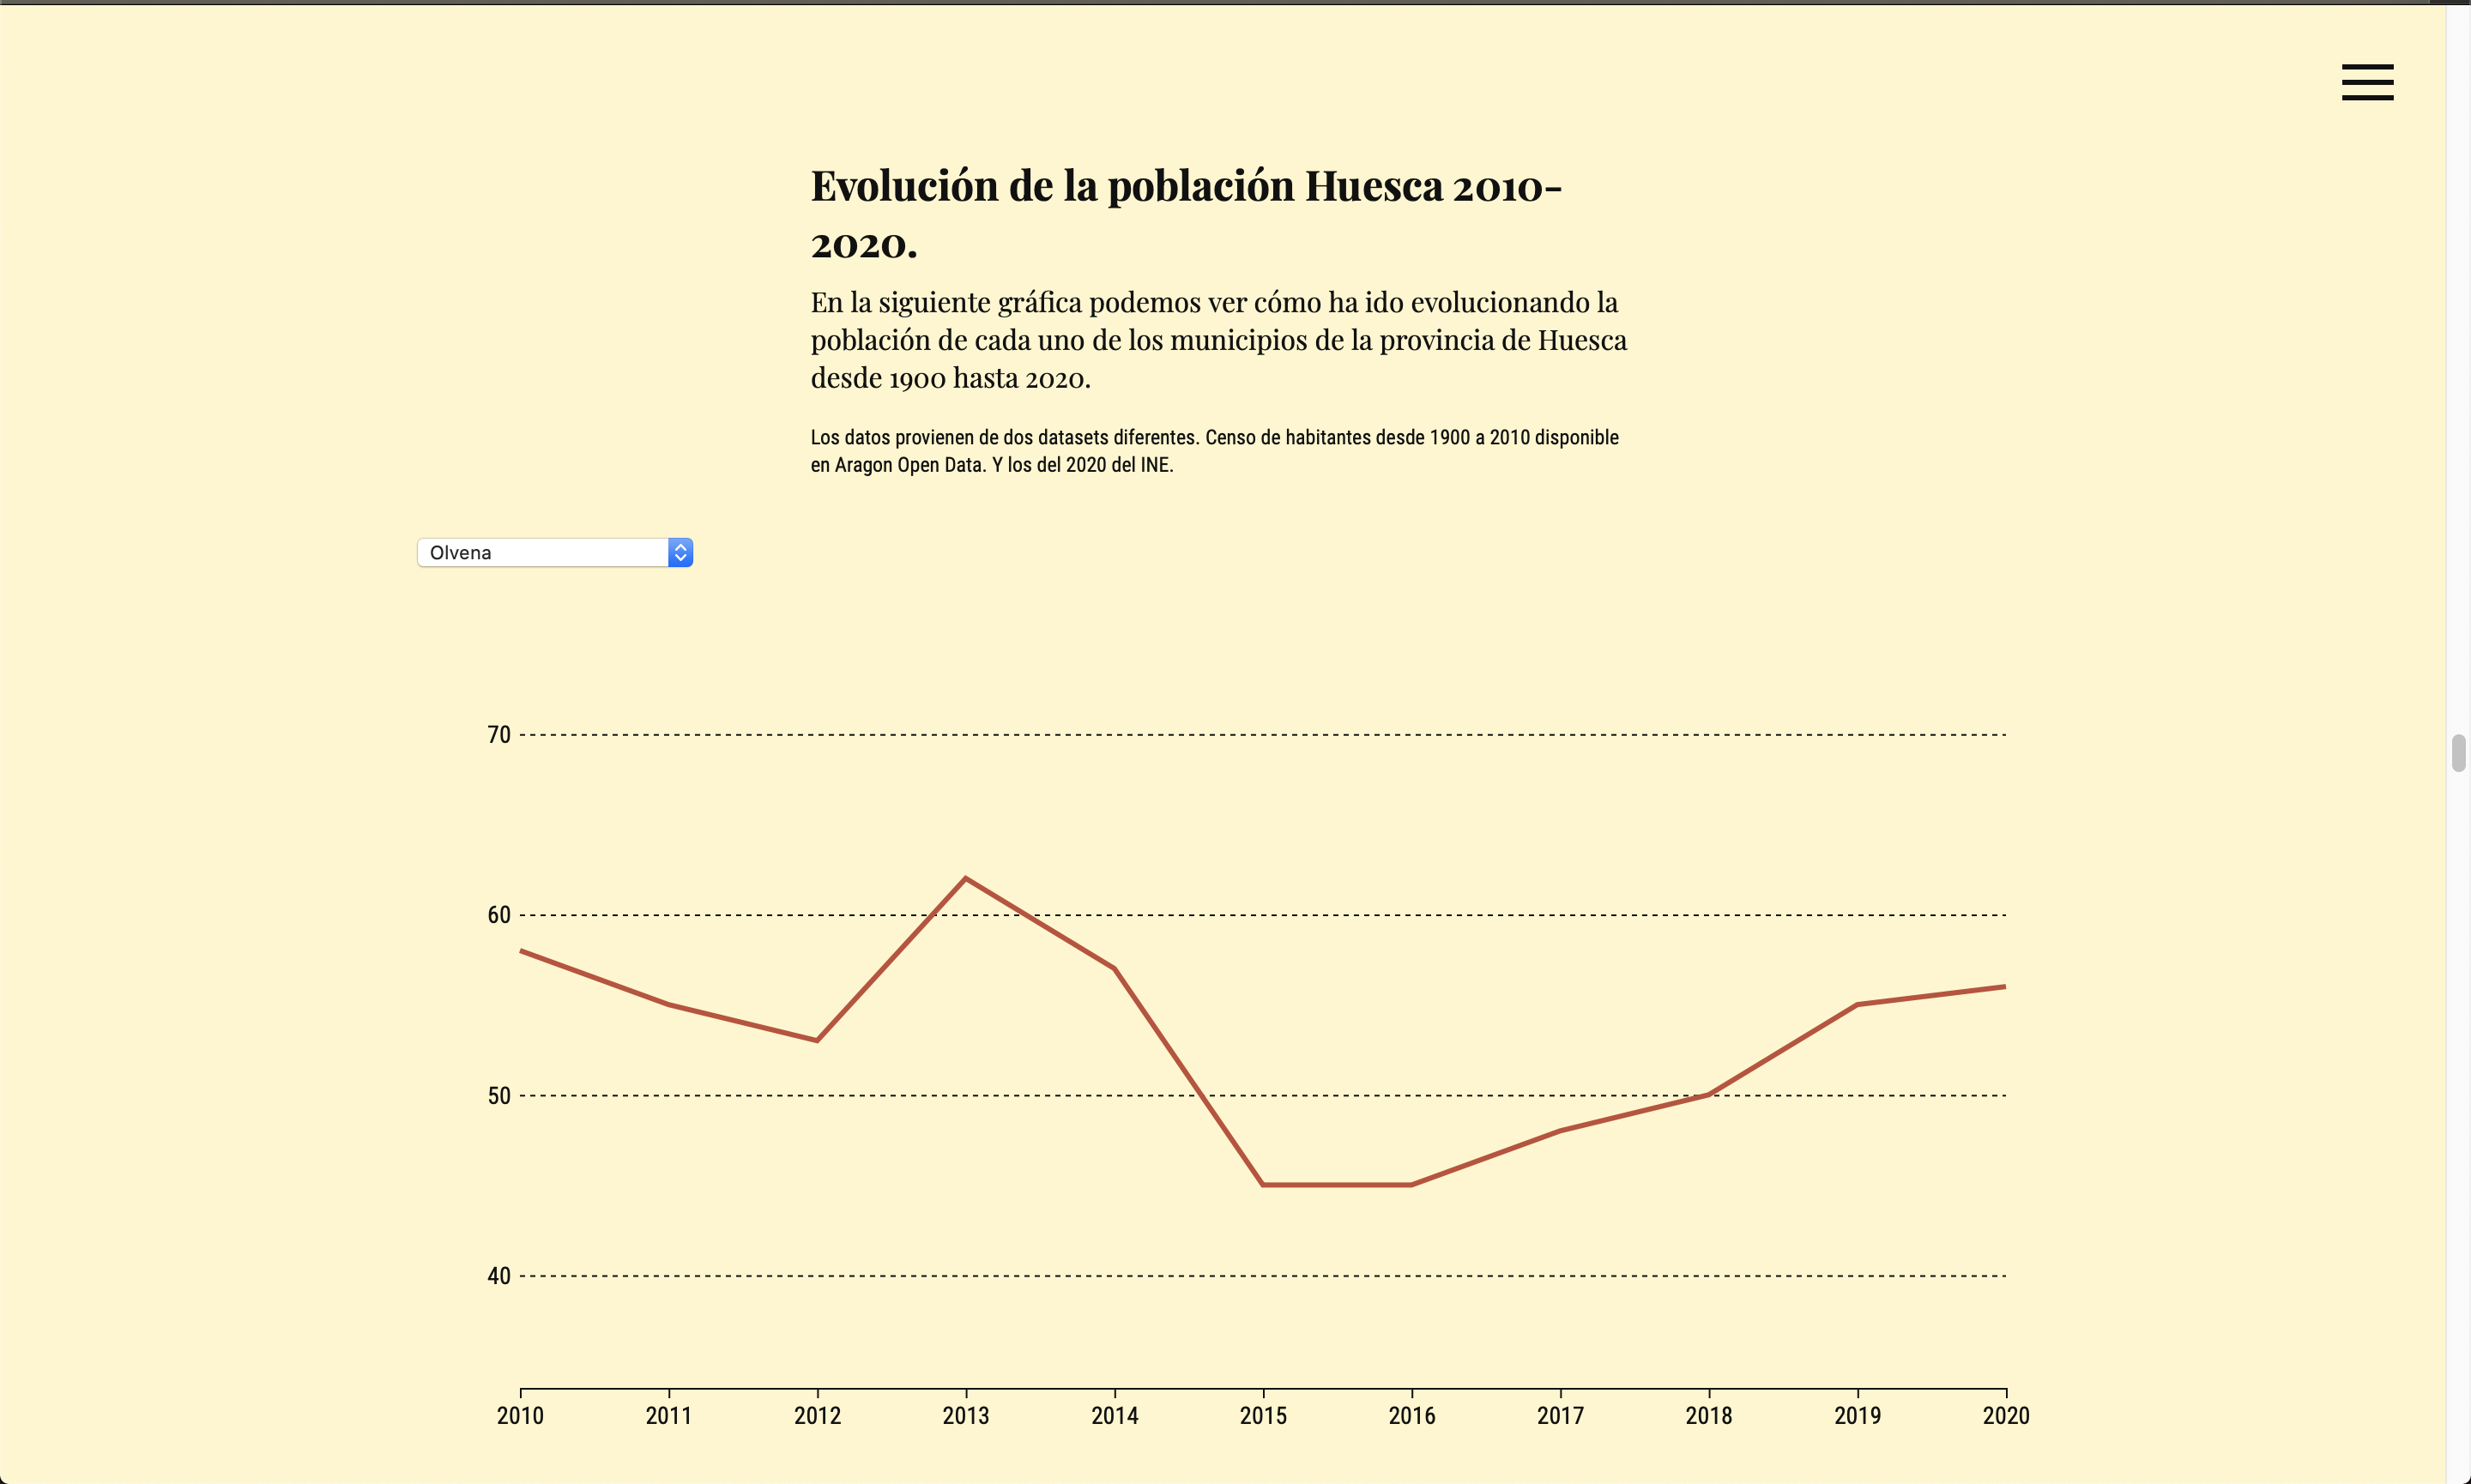 Evolución de la población Huesca 2010-
2020.
En la siguiente gráfica podemos ver cómo ha ido evolucionando la
población de cada uno de los municipios de la provincia de Huesca
desde 1900 hasta 2020.
Los datos provienen de dos datasets diferentes. Censo de habitantes desde 1900 a 2010 disponible
en Aragon Open Data. Y los del 2020 del INE.
Olvena
70
60
50
40
2010 2011 2012 2013 2014 2015 2016 2017 2018 2019 2020